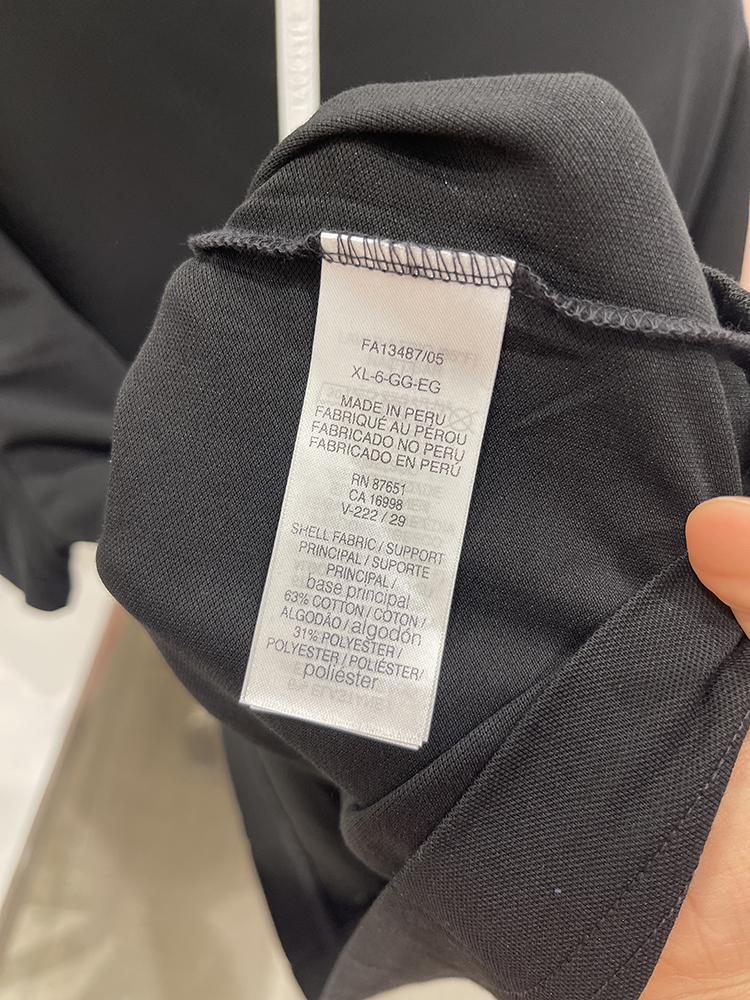 LACOSTE
FA13487/05
XL-6-GG-EG
MADE IN PERU
FABRIQUÉ AU PEROU
FABRICADO NO PERU
FABRICADO EN PERÚ
RN 87651
CA 16998
V-222 / 29
SHELL FABRIC / SUPPORT
PRINCIPAL / SUPORTE
PRINCIPAL /
base principal
63% COTTON / COTON /
ALGODÃO / algodón
31% POLYESTER /
POLYESTER / POLIÉSTER/
poliéster